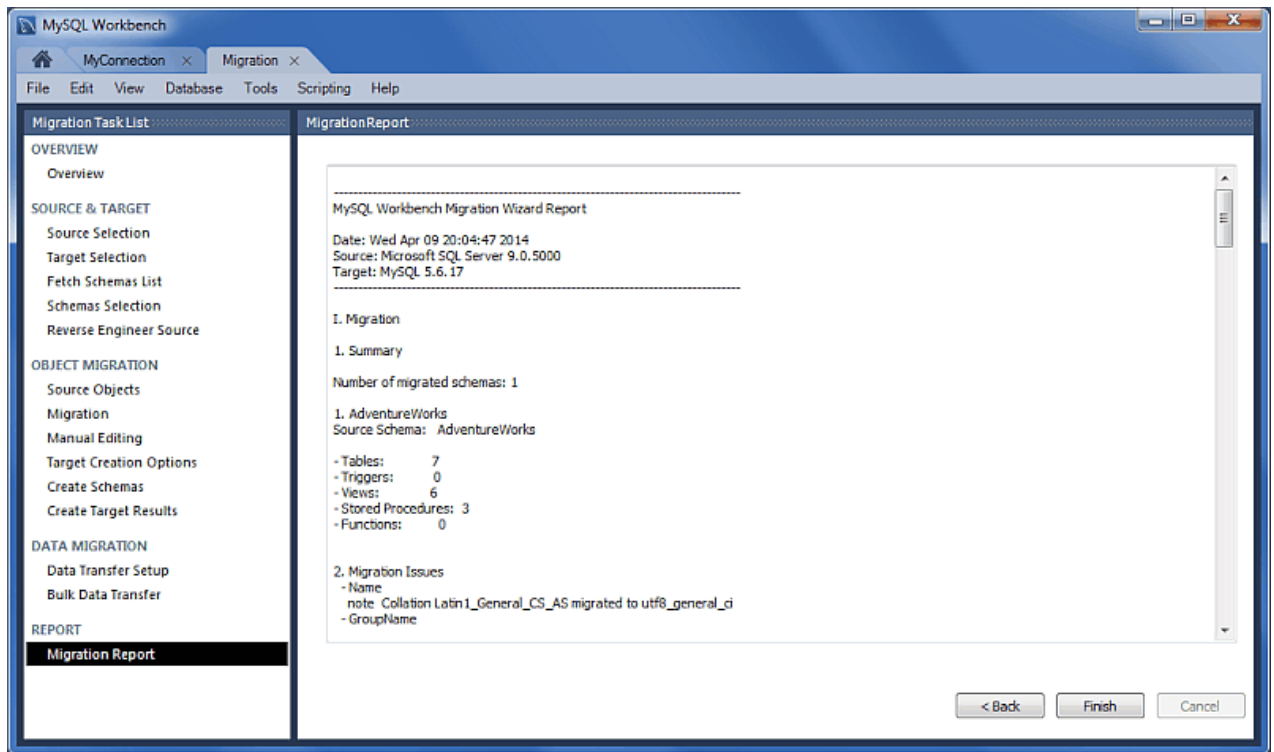 MySQL Workbench
MyConnection ×
Migration ×
File Edit View Database Tools Scripting Help
Migration Task List
OVERVIEW
Overview
SOURCE & TARGET
Source Selection
Target Selection
Fetch Schemas List
Schemas Selection
Reverse Engineer Source
OBJECT MIGRATION
Source Objects
Migration
Manual Editing
Target Creation Options
Create Schemas
Create Target Results
DATA MIGRATION
Data Transfer Setup
Bulk Data Transfer
REPORT
Migration Report
Migration Report
------------------------------------------------------------------------------------
MySQL Workbench Migration Wizard Report
Date: Wed Apr 09 20:04:47 2014
Source: Microsoft SQL Server 9.0.5000
Target: MySQL 5.6.17
------------------------------------------------------------------------------------
I. Migration
1. Summary
Number of migrated schemas: 1
1. AdventureWorks
Source Schema: AdventureWorks
- Tables: 7
- Triggers: 0
- Views: 6
- Stored Procedures: 3
- Functions: 0
2. Migration Issues
- Name
note Collation Latin1_General_CS_AS migrated to utf8_general_ci
- GroupName
< Back
Finish
Cancel